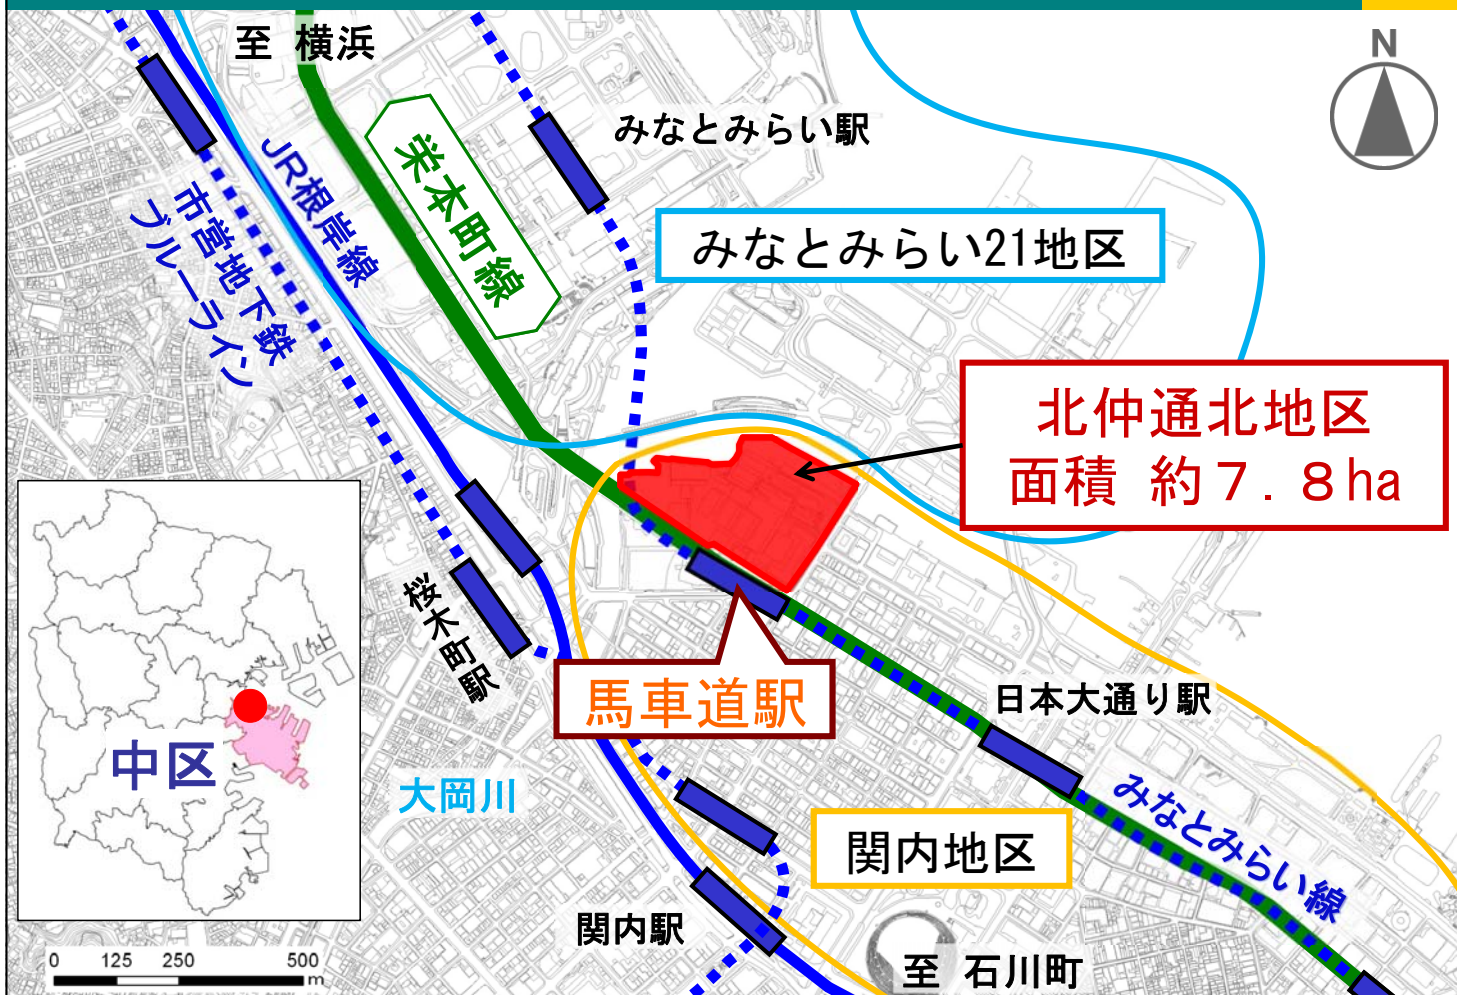 至 横浜
N
みなとみらい駅
栄本町線
JR根岸線
市営地下鉄
ブルーライン
みなとみらい21地区
北仲通北地区
面積 約7.8ha
桜木町駅
馬車道駅
日本大通り駅
中区
大岡川
みなとみらい線
関内地区
関内駅
至 石川町
0 125 250 500
m